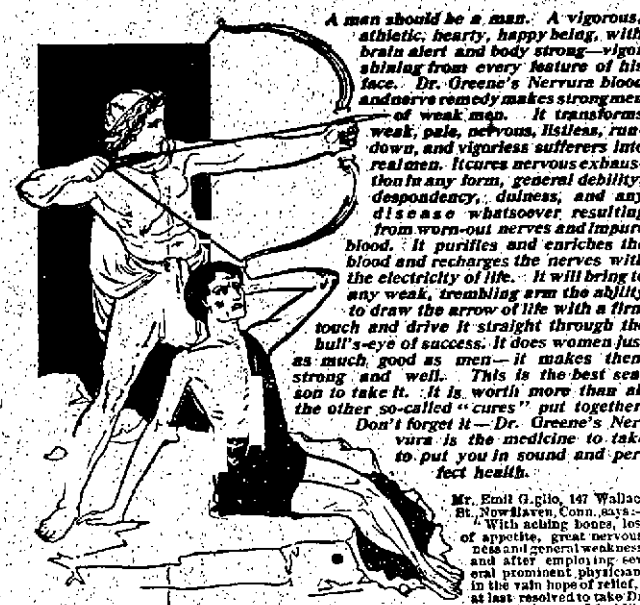 A man should be a man. A vigorous,
athletic, hearty, happy being, with
brain alert and body strong—vigor
shining from every feature of his
face. Dr. Greene's Nervura blood
and nerve remedy makes strong men
of weak men. It transforms
weak, pale, nervous, listless, run-
down, and vigorless sufferers into
real men. It cures nervous exhaus-
tion in any form, general debility,
despondency, dulness, and any
disease whatsoever resulting
from worn-out nerves and impure
blood. It purifies and enriches the
blood and recharges the nerves with
the electricity of life. It will bring to
any weak, trembling arm the ability
to draw the arrow of life with a firm
touch and drive it straight through the
bull's-eye of success. It does women just
as much good as men—it makes them
strong and well. This is the best sea-
son to take it. It is worth more than all
the other so-called "cures" put together
Don't forget it—Dr. Greene's Ner-
vura is the medicine to take
to put you in sound and per-
fect health.
Mr. Emil Giglio, 147 Wallac
St., New Haven, Conn., says:—
"With aching bones, los
of appetite, great nervous
ness and general weakness
and after employing sev
eral prominent physician
in the vain hope of relief,
at last resolved to take D